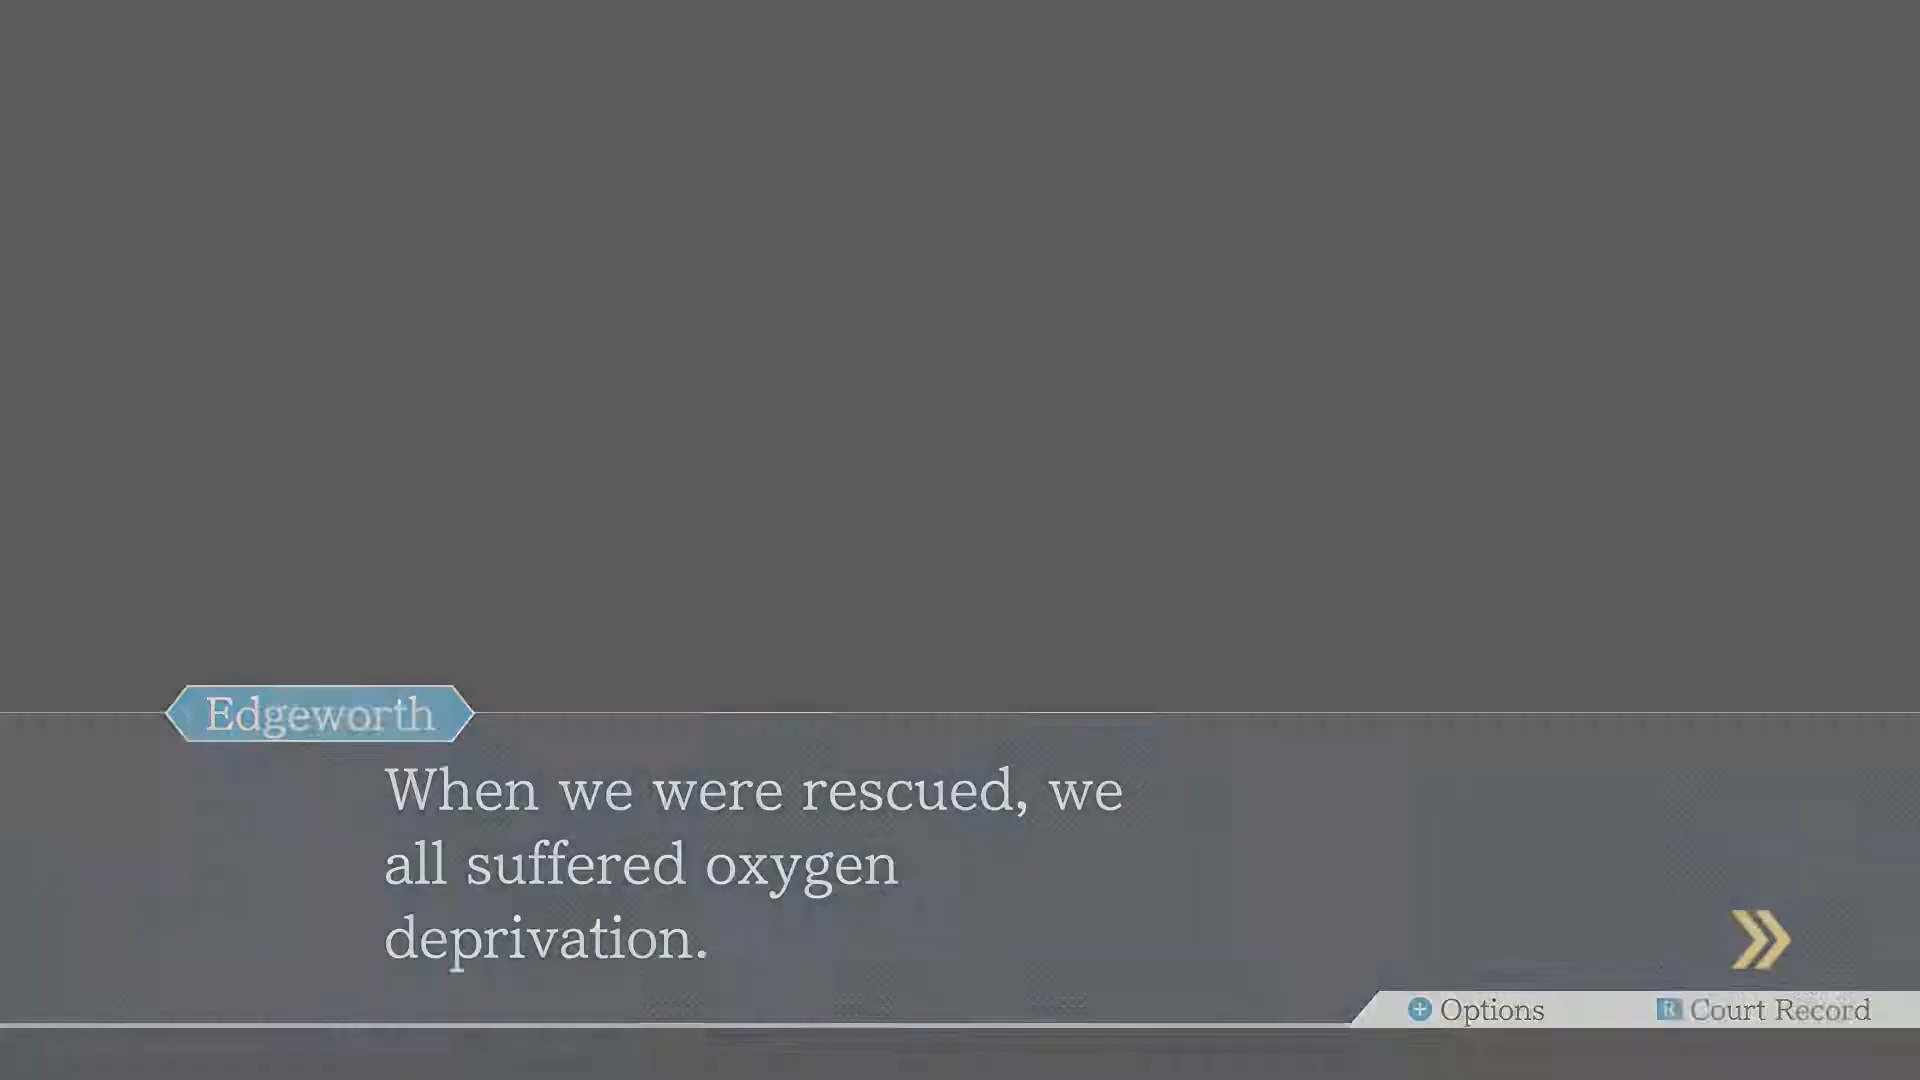 Edgeworth
When we were rescued, we
all suffered oxygen
deprivation.
Options
R Court Record